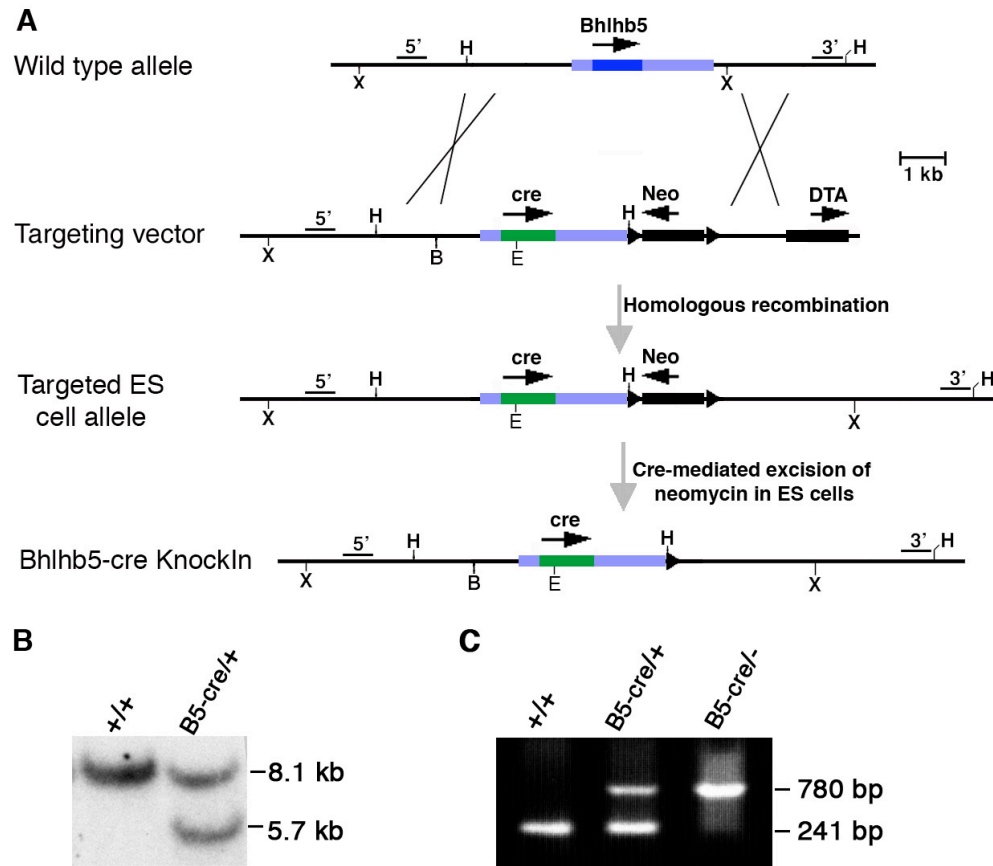 A
Bhlhb5
Wild type allele
5’ H 3’ H
X X
1 kb
cre Neo DTA
Targeting vector
5’ H H
X B E
Homologous recombination
cre Neo
Targeted ES
cell allele
5’ H H 3’ H
X E X
Cre-mediated excision of
neomycin in ES cells
cre
Bhlhb5-cre KnockIn
5’ H H 3’ H
X B E X
B
+/+ B5-cre/+
8.1 kb
5.7 kb
C
+/+ B5-cre/+ B5-cre/-
780 bp
241 bp